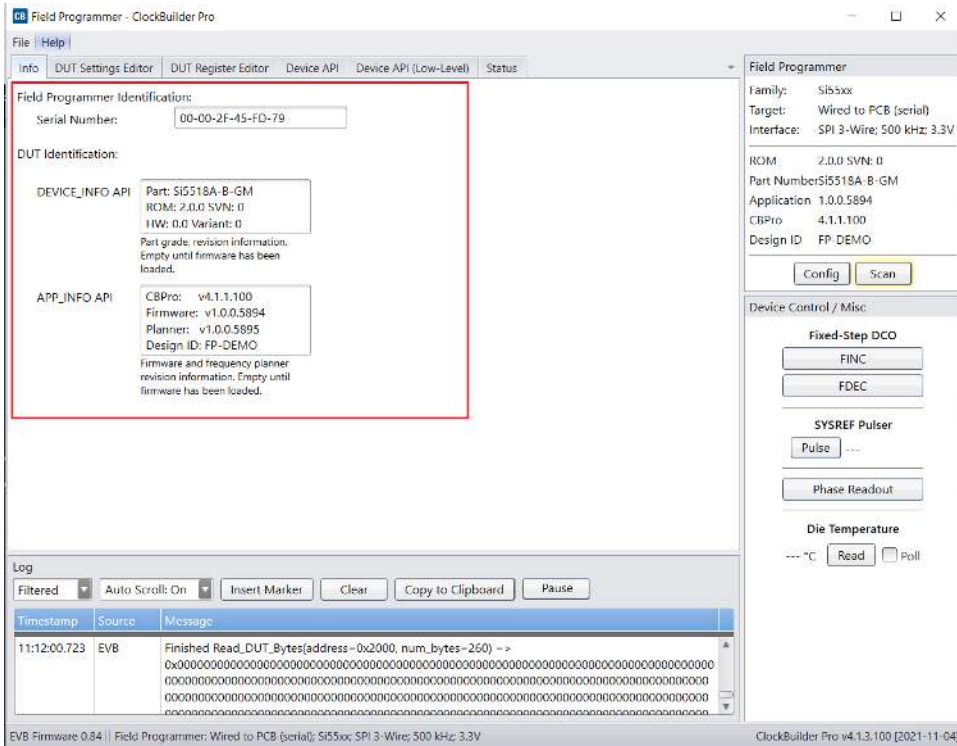 CB Field Programmer - ClockBuilder Pro
File Help
Info DUT Settings Editor DUT Register Editor Device API Device API (Low-Level) Status
Field Programmer Identification:
Serial Number: 00-00-2F-45-FD-79
DUT Identification:
DEVICE_INFO API Part: Si5518A-B-GM
ROM: 2.0.0 SVN: 0
HW: 0.0 Variant: 0
Part grade, revision information.
Empty until firmware has been
loaded.
APP_INFO API CBPro: v4.1.1.100
Firmware: v1.0.0.5894
Planner: v1.0.0.5895
Design ID: FP-DEMO
Firmware and frequency planner
revision information. Empty until
firmware has been loaded.
Field Programmer
Family: Si55xx
Target: Wired to PCB (serial)
Interface: SPI 3-Wire; 500 kHz; 3.3V
ROM 2.0.0 SVN: 0
Part Number Si5518A-B-GM
Application 1.0.0.5894
CBPro 4.1.1.100
Design ID FP-DEMO
Config Scan
Device Control / Misc
Fixed-Step DCO
FINC
FDEC
SYSREF Pulser
Pulse ---
Phase Readout
Die Temperature
--- °C Read Poll
Log
Filtered Auto Scroll: On Insert Marker Clear Copy to Clipboard Pause
Timestamp Source Message
11:12:00.723 EVB Finished Read_DUT_Bytes(address=0x2000, num_bytes=260) ->
EVB Firmware 0.84 Field Programmer: Wired to PCB (serial); Si55xx; SPI 3-Wire; 500 kHz; 3.3V ClockBuilder Pro v4.1.3.100 [2021-11-04]